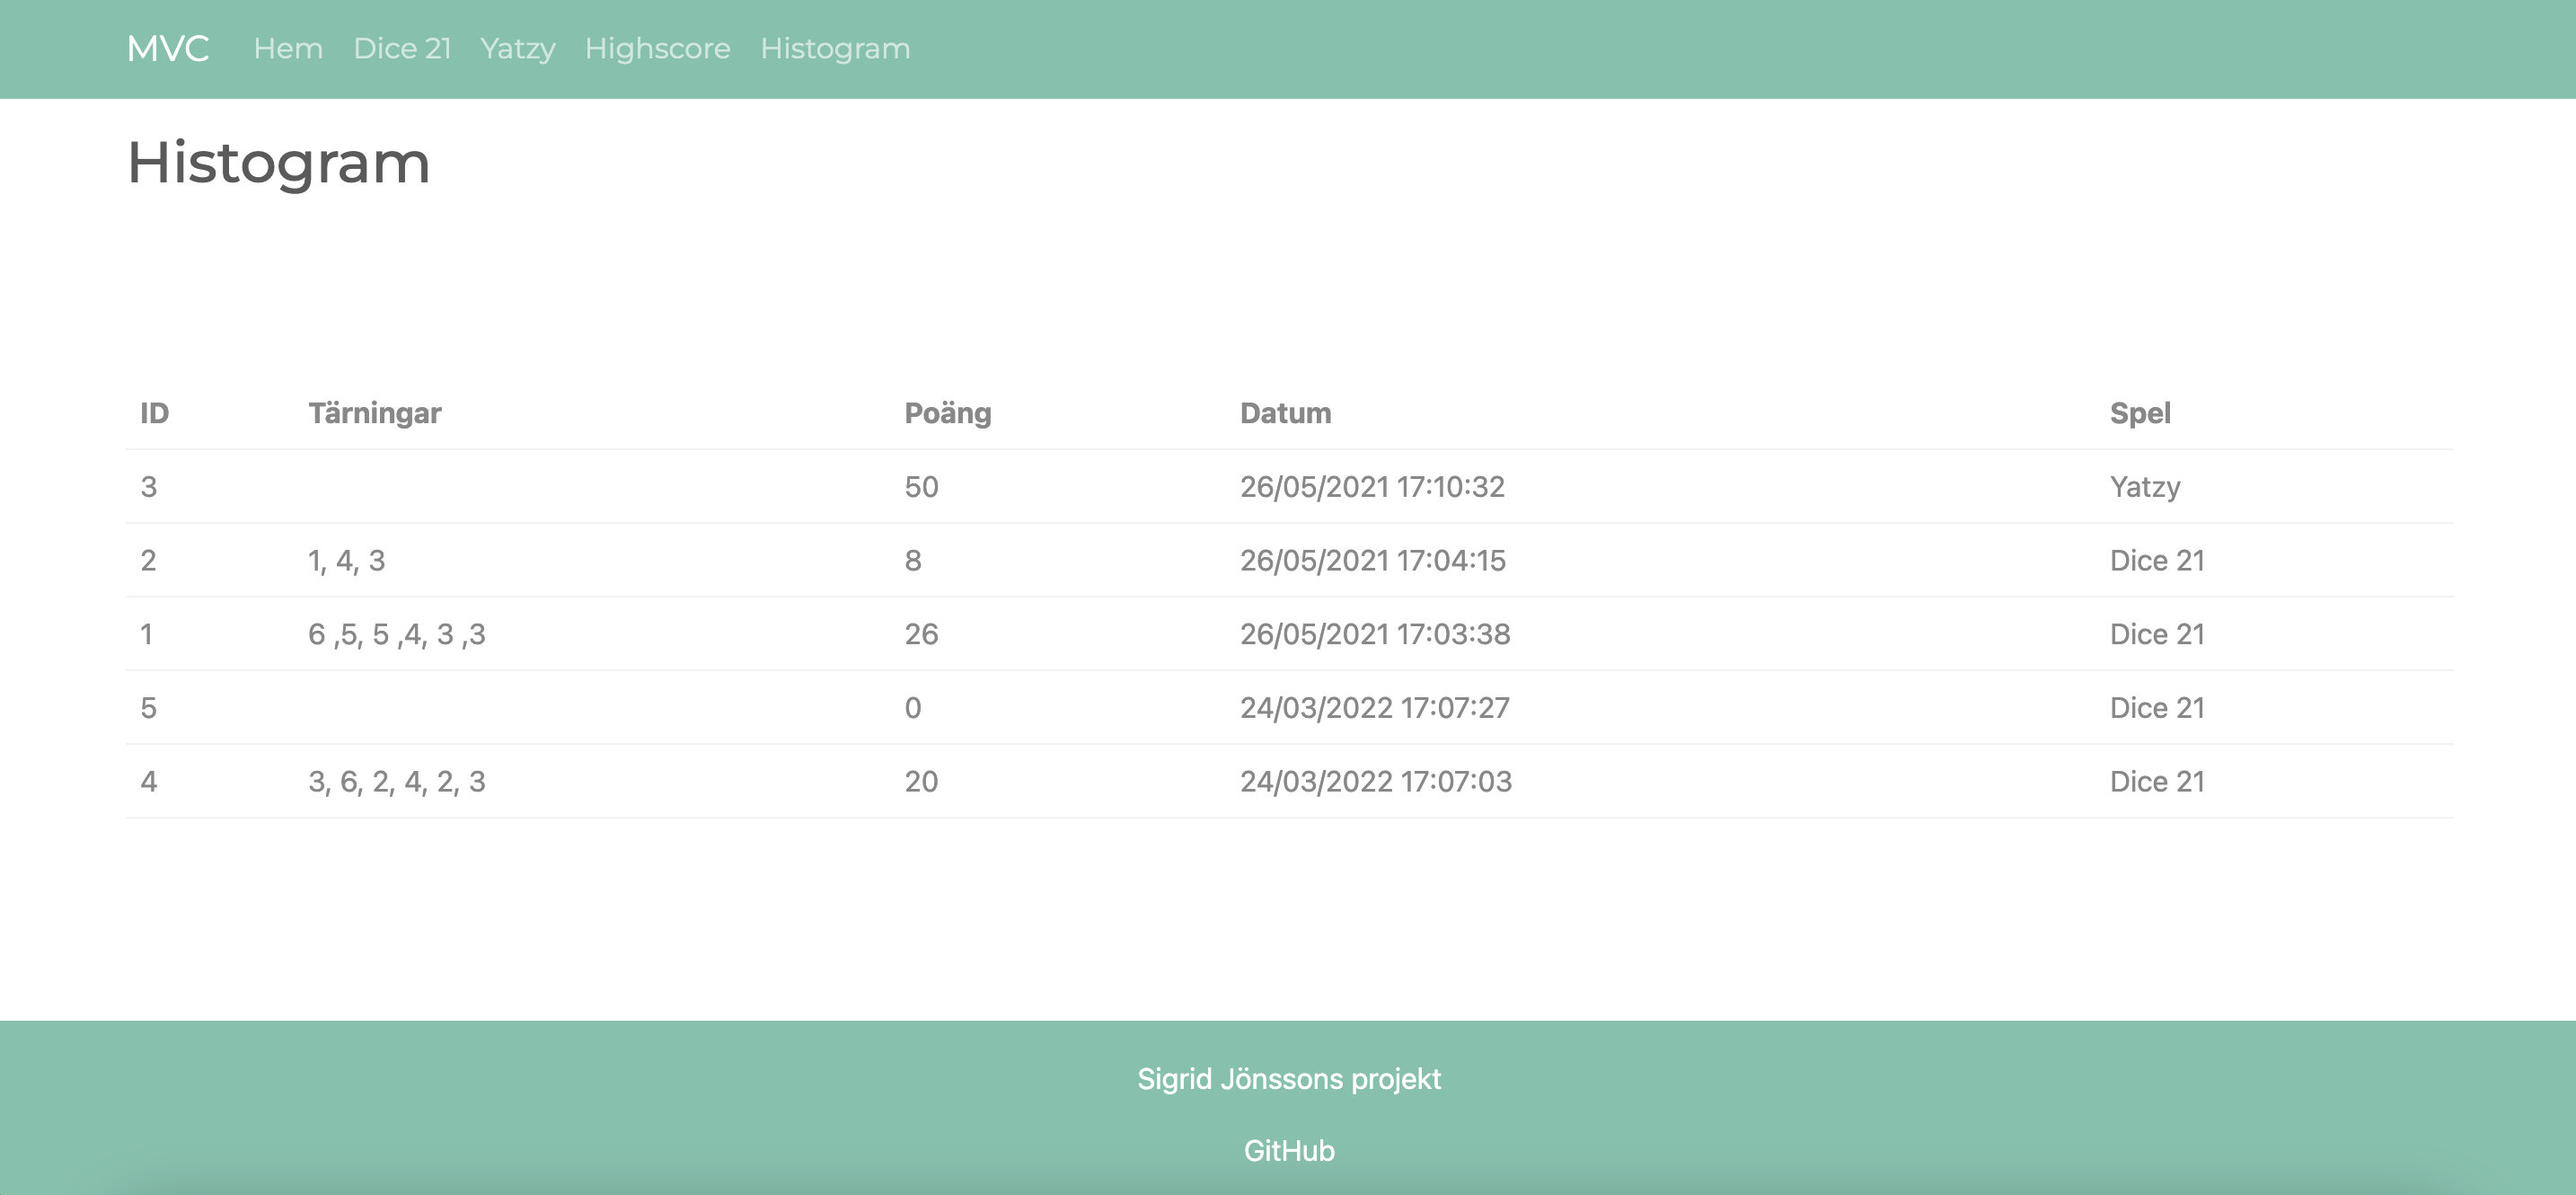 MVC Hem Dice 21 Yatzy Highscore Histogram
Histogram
ID Tärningar Poäng Datum Spel
3 50 26/05/2021 17:10:32 Yatzy
2 1, 4, 3 8 26/05/2021 17:04:15 Dice 21
1 6 ,5, 5 ,4, 3 ,3 26 26/05/2021 17:03:38 Dice 21
5 0 24/03/2022 17:07:27 Dice 21
4 3, 6, 2, 4, 2, 3 20 24/03/2022 17:07:03 Dice 21
Sigrid Jönssons projekt
GitHub